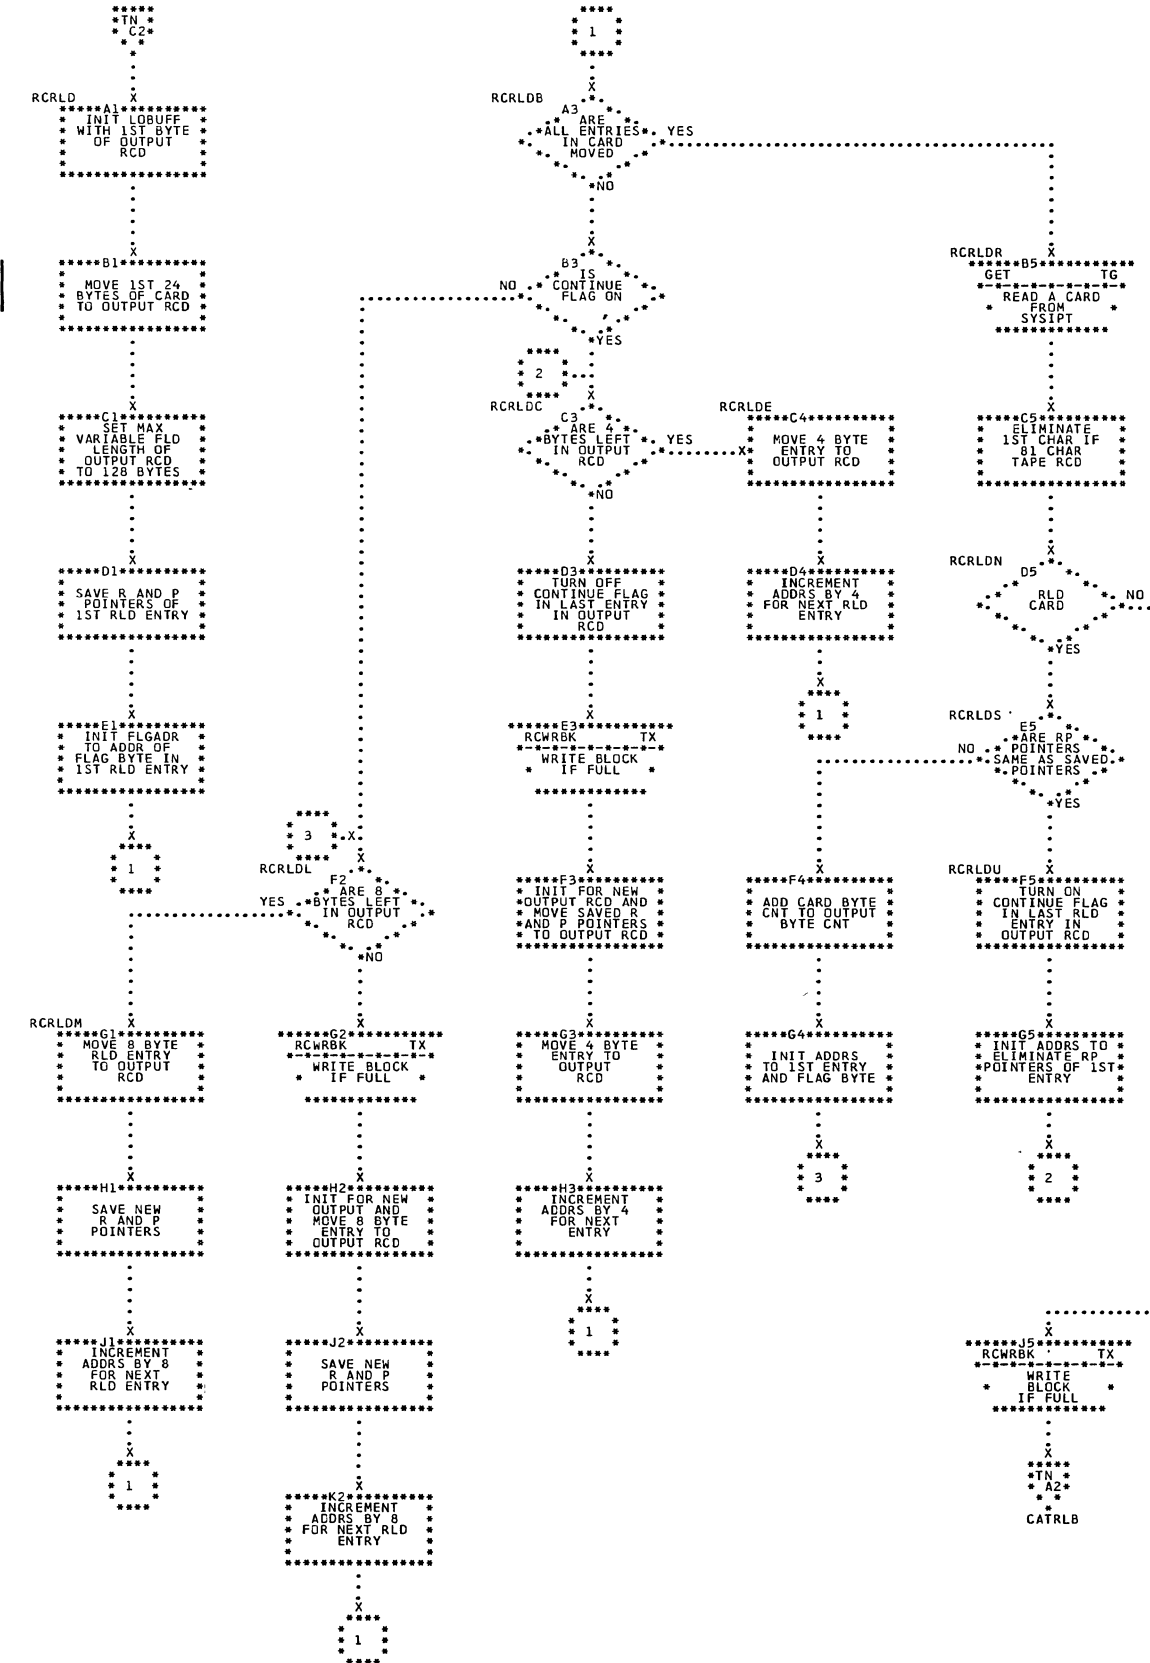 TN
C2
RCRLD
A1
INIT LOBUFF
WITH 1ST BYTE
OF OUTPUT
RCD
B1
MOVE 1ST 24
BYTES OF CARD
TO OUTPUT RCD
C1
SET MAX
VARIABLE FLD
LENGTH OF
OUTPUT RCD
TO 128 BYTES
D1
SAVE R AND P
POINTERS OF
1ST RLD ENTRY
E1
INIT FLGADR
TO ADDR OF
FLAG BYTE IN
1ST RLD ENTRY
1
RCRLDM
G1
MOVE 8 BYTE
RLD ENTRY
TO OUTPUT
RCD
H1
SAVE NEW
R AND P
POINTERS
J1
INCREMENT
ADDRS BY 8
FOR NEXT
RLD ENTRY
1
3
RCRLDL
F2
ARE 8
BYTES LEFT
IN OUTPUT
RCD
YES
NO
G2
RCWRBK TX
WRITE BLOCK
IF FULL
H2
INIT FOR NEW
OUTPUT AND
MOVE 8 BYTE
ENTRY TO
OUTPUT RCD
J2
SAVE NEW
R AND P
POINTERS
K2
INCREMENT
ADDRS BY 8
FOR NEXT RLD
ENTRY
1
1
RCRLDB
A3
ARE
ALL ENTRIES
IN CARD
MOVED
YES
NO
B3
IS
CONTINUE
FLAG ON
NO
YES
2
RCRLDC
C3
ARE 4
BYTES LEFT
IN OUTPUT
RCD
YES
NO
D3
TURN OFF
CONTINUE FLAG
IN LAST ENTRY
IN OUTPUT
RCD
E3
RCWRBK TX
WRITE BLOCK
IF FULL
F3
INIT FOR NEW
OUTPUT RCD AND
MOVE SAVED R
AND P POINTERS
TO OUTPUT RCD
G3
MOVE 4 BYTE
ENTRY TO
OUTPUT
RCD
H3
INCREMENT
ADDRS BY 4
FOR NEXT
ENTRY
1
RCRLDE
C4
MOVE 4 BYTE
ENTRY TO
OUTPUT RCD
D4
INCREMENT
ADDRS BY 4
FOR NEXT RLD
ENTRY
1
F4
ADD CARD BYTE
CNT TO OUTPUT
BYTE CNT
G4
INIT ADDRS
TO 1ST ENTRY
AND FLAG BYTE
3
RCRLDR
B5
GET TG
READ A CARD
FROM
SYSIPT
C5
ELIMINATE
1ST CHAR IF
81 CHAR
TAPE RCD
RCRLDN
D5
RLD
CARD
NO
YES
RCRLDS
E5
ARE RP
POINTERS
SAME AS SAVED
POINTERS
NO
YES
RCRLDU
F5
TURN ON
CONTINUE FLAG
IN LAST RLD
ENTRY IN
OUTPUT RCD
G5
INIT ADDRS TO
ELIMINATE RP
POINTERS OF 1ST
ENTRY
2
J5
RCWRBK TX
WRITE
BLOCK
IF FULL
TN
A2
CATRLB